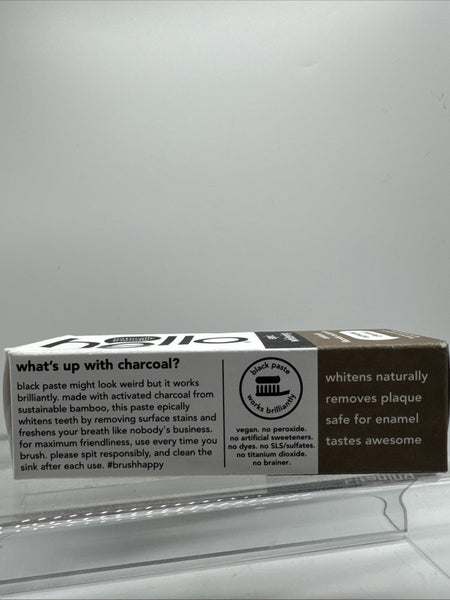 hello
what's up with charcoal?
black paste might look weird but it works
brilliantly. made with activated charcoal from
sustainable bamboo, this paste epically
whitens teeth by removing surface stains and
freshens your breath like nobody's business.
for maximum friendliness, use every time you
brush. please spit responsibly, and clean the
sink after each use. #brushhappy
black paste
works brilliantly.
vegan. no peroxide.
no artificial sweeteners.
no dyes. no SLS/sulfates.
no titanium dioxide.
no brainer.
whitens naturally
removes plaque
safe for enamel
tastes awesome